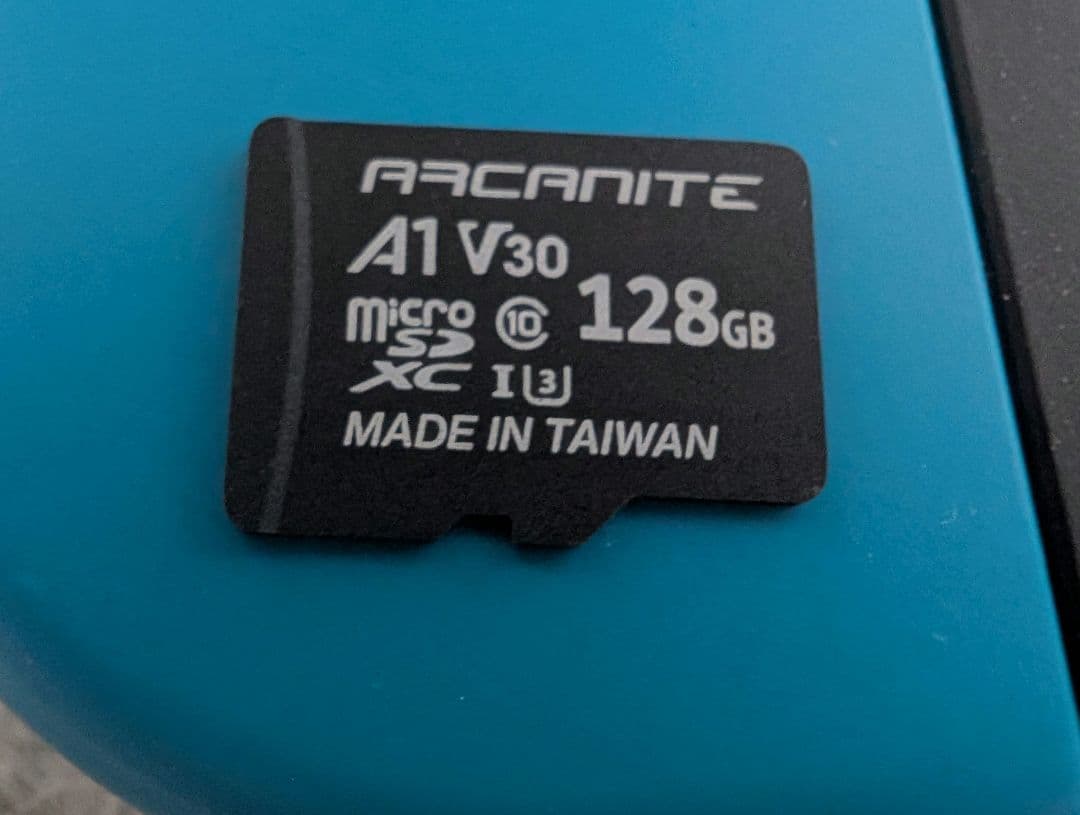 ARCANITE
A1 V30
micro SD XC 10 128GB
I U3
MADE IN TAIWAN